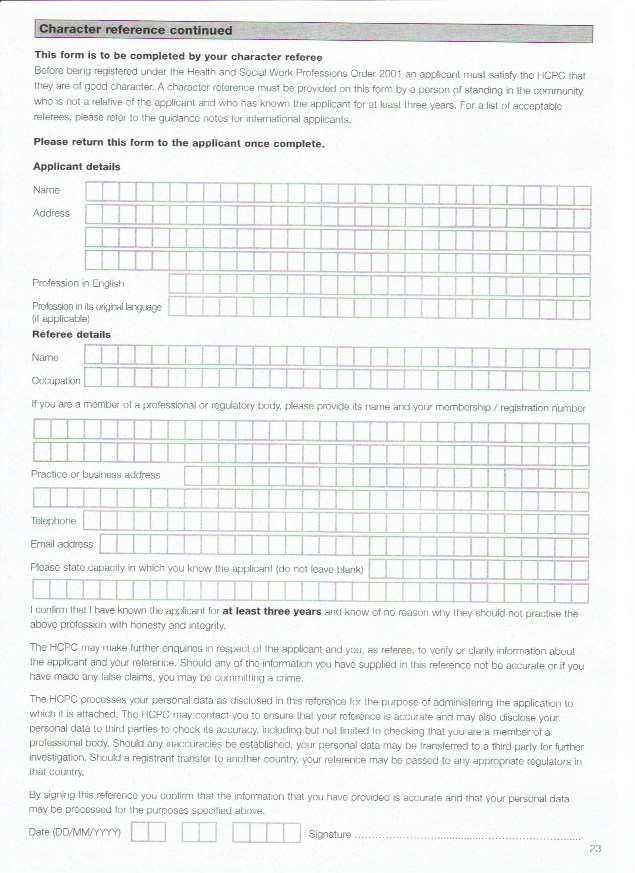 Character reference continued
This form is to be completed by your character referee
Before being registered under the Health and Social Work Professions Order 2001 an applicant must satisfy the HCPC that
they are of good character. A character reference must be provided on this form by a person of standing in the community
who is not a relative of the applicant and who has known the applicant for at least three years. For a list of acceptable
referees, please refer to the guidance notes for international applicants.
Please return this form to the applicant once complete.
Applicant details
Name
Address
Profession in English
Profession in its original language
(if applicable)
Referee details
Name
Occupation
If you are a member of a professional or regulatory body, please provide its name and your membership / registration number
Practice or business address
Telephone
Email address
Please state capacity in which you know the applicant (do not leave blank)
I confirm that I have known the applicant for at least three years and know of no reason why they should not practise the
above profession with honesty and integrity.
The HCPC may make further enquiries in respect of the applicant and you, as referee, to verify or clarify information about
the applicant and your reference. Should any of the information you have supplied in this reference not be accurate or if you
have made any false claims, you may be committing a crime.
The HCPC processes your personal data as disclosed in this reference for the purpose of administering the application to
which it is attached. The HCPC may contact you to ensure that your reference is accurate and may also disclose your
personal data to third parties to check its accuracy, including but not limited to checking that you are a member of a
professional body. Should any inaccuracies be established, your personal data may be transferred to a third party for further
investigation. Should a registrant transfer to another country, your reference may be passed to any appropriate regulators in
that country.
By signing this reference you confirm that the information that you have provided is accurate and that your personal data
may be processed for the purposes specified above.
Date (DD/MM/YYYY) Signature
23